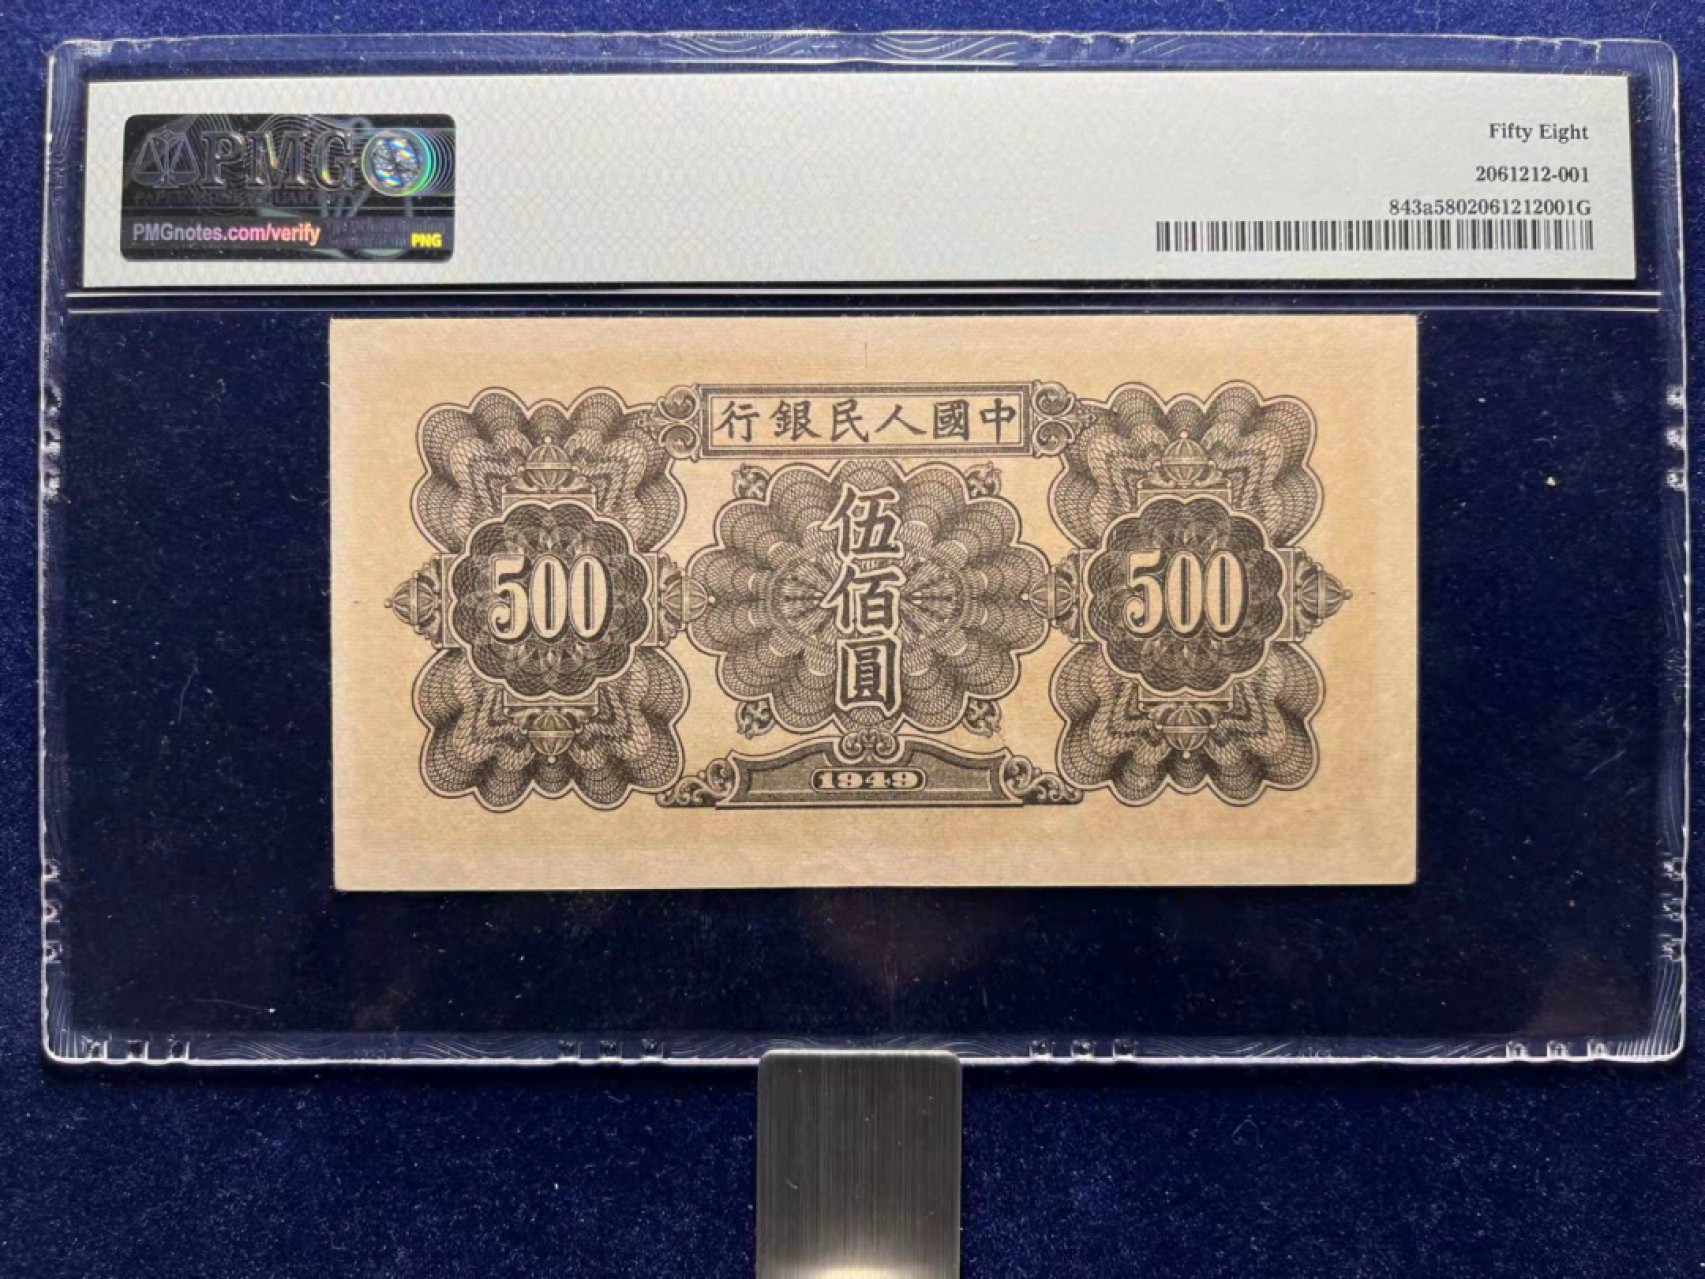 PMG
PMGnotes.com/verify
PNG
Fifty Eight
2061212-001
843a5802061212001G
中國人民銀行
伍佰圓
500
500
1949